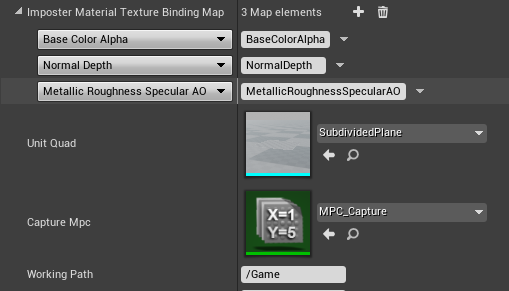 Imposter Material Texture Binding Map 3 Map elements
Base Color Alpha BaseColorAlpha
Normal Depth NormalDepth
Metallic Roughness Specular AO MetallicRoughnessSpecularAO
Unit Quad SubdividedPlane
Capture Mpc MPC_Capture
X=1
Y=5
Working Path /Game